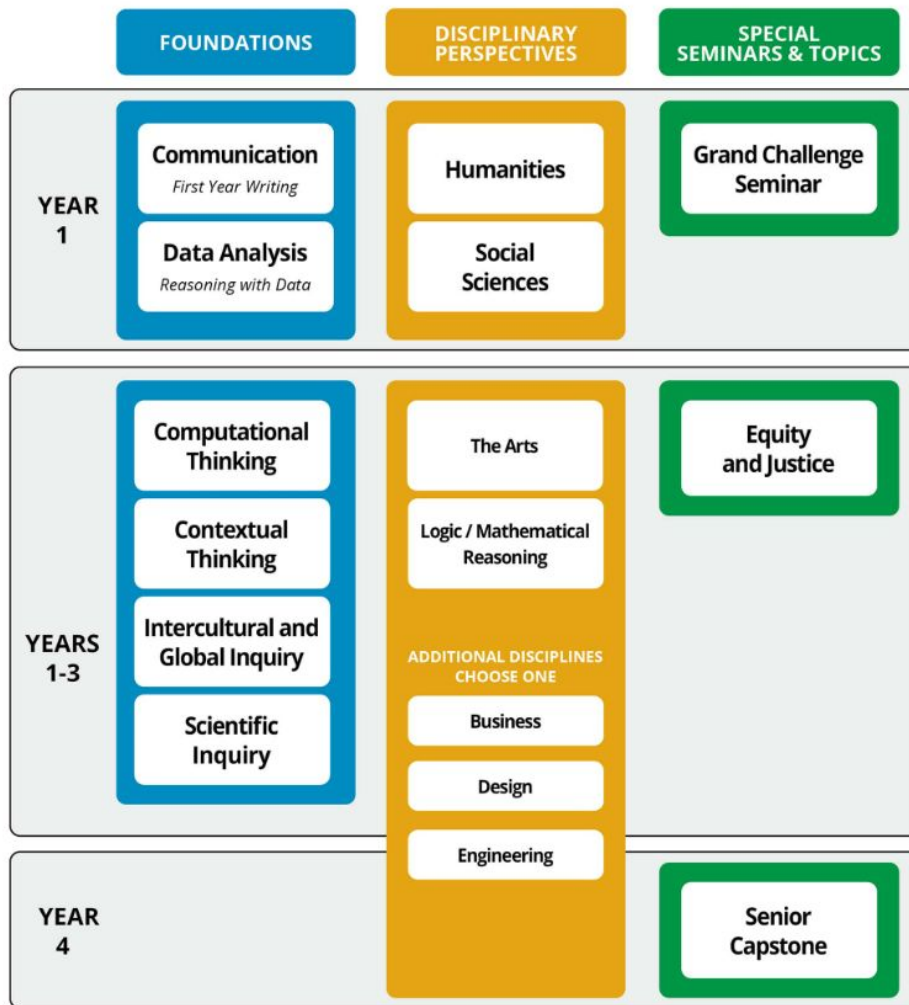 FOUNDATIONS
DISCIPLINARY
PERSPECTIVES
SPECIAL
SEMINARS & TOPICS
YEAR
1
Communication
First Year Writing
Data Analysis
Reasoning with Data
Humanities
Social
Sciences
Grand Challenge
Seminar
YEARS
1-3
Computational
Thinking
Contextual
Thinking
Intercultural and
Global Inquiry
Scientific
Inquiry
The Arts
Logic / Mathematical
Reasoning
ADDITIONAL DISCIPLINES
CHOOSE ONE
Business
Design
Engineering
Equity
and Justice
YEAR
4
Senior
Capstone